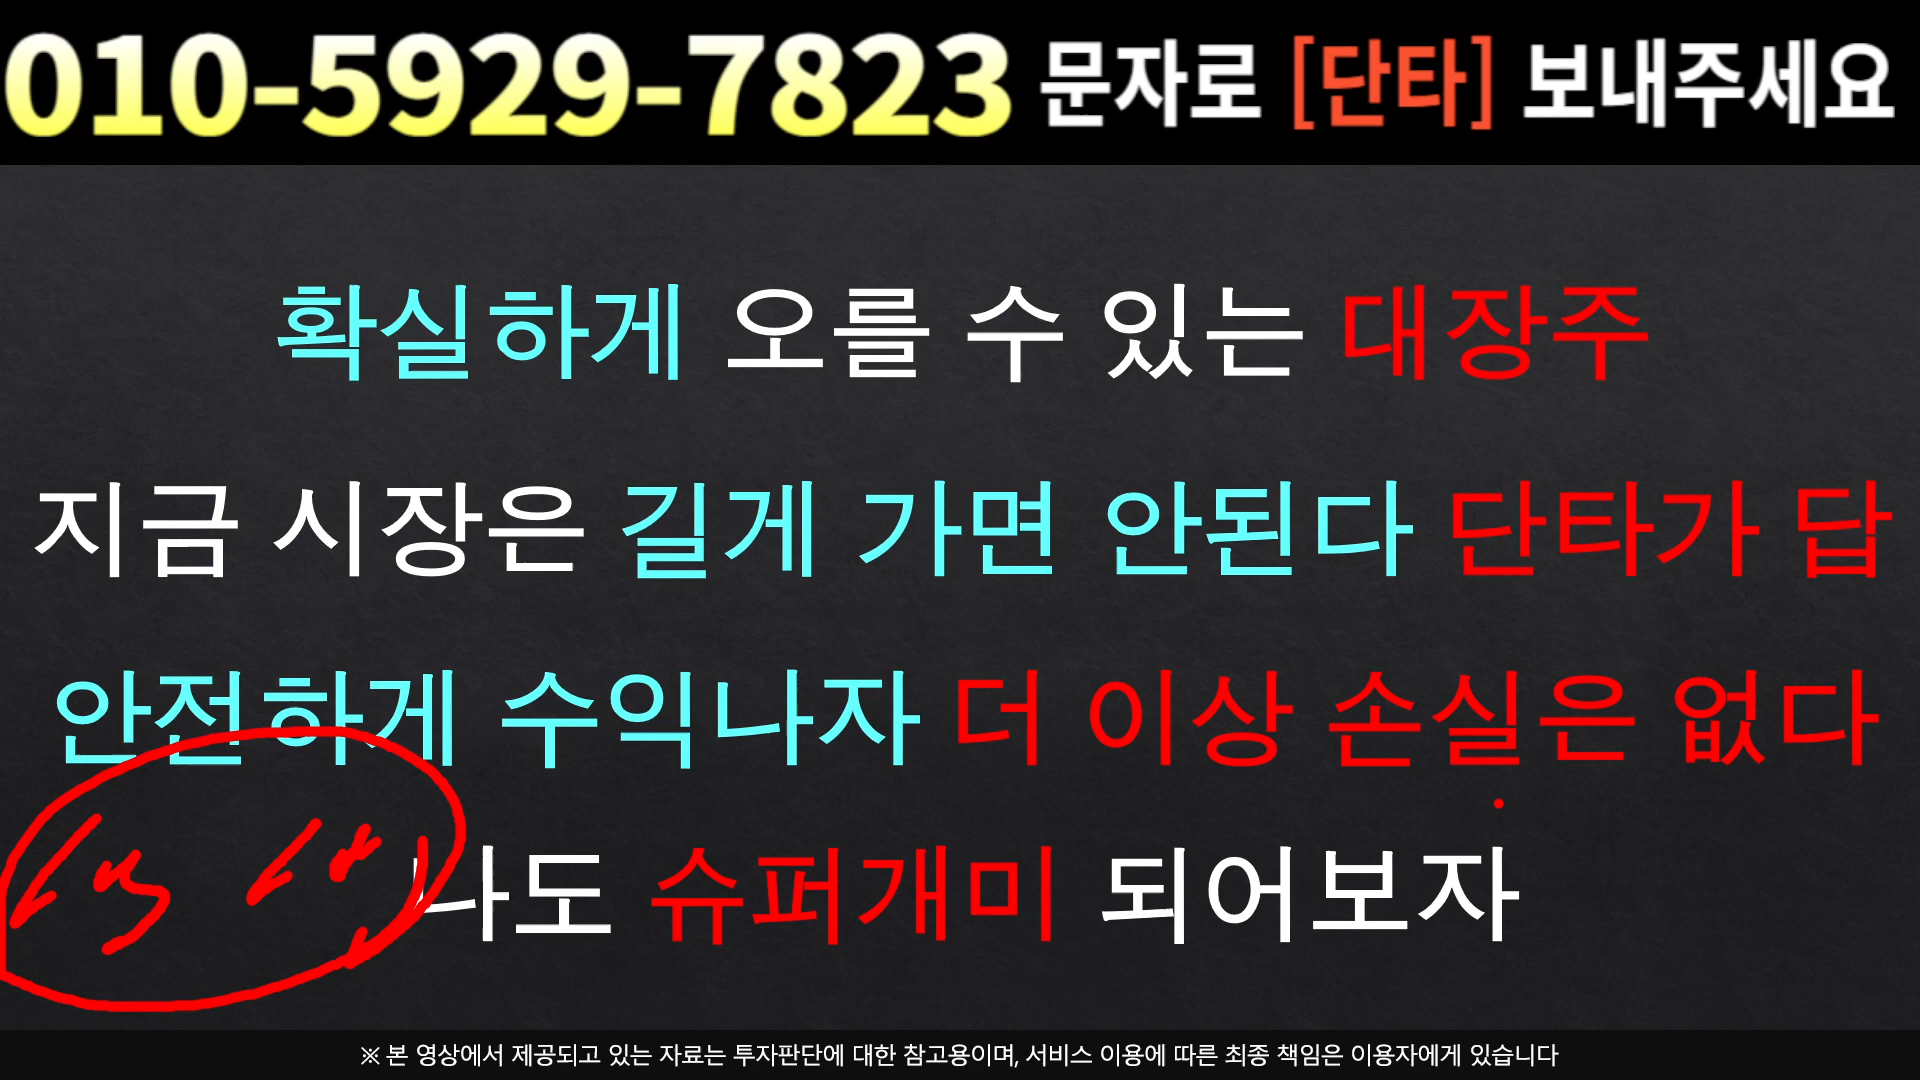 010-5929-7823 문자로 [단타] 보내주세요
확실하게 오를 수 있는 대장주
지금 시장은 길게 가면 안된다 단타가 답
안전하게 수익나자 더 이상 손실은 없다
나도 슈퍼개미 되어보자
※ 본 영상에서 제공되고 있는 자료는 투자판단에 대한 참고용이며, 서비스 이용에 따른 최종 책임은 이용자에게 있습니다